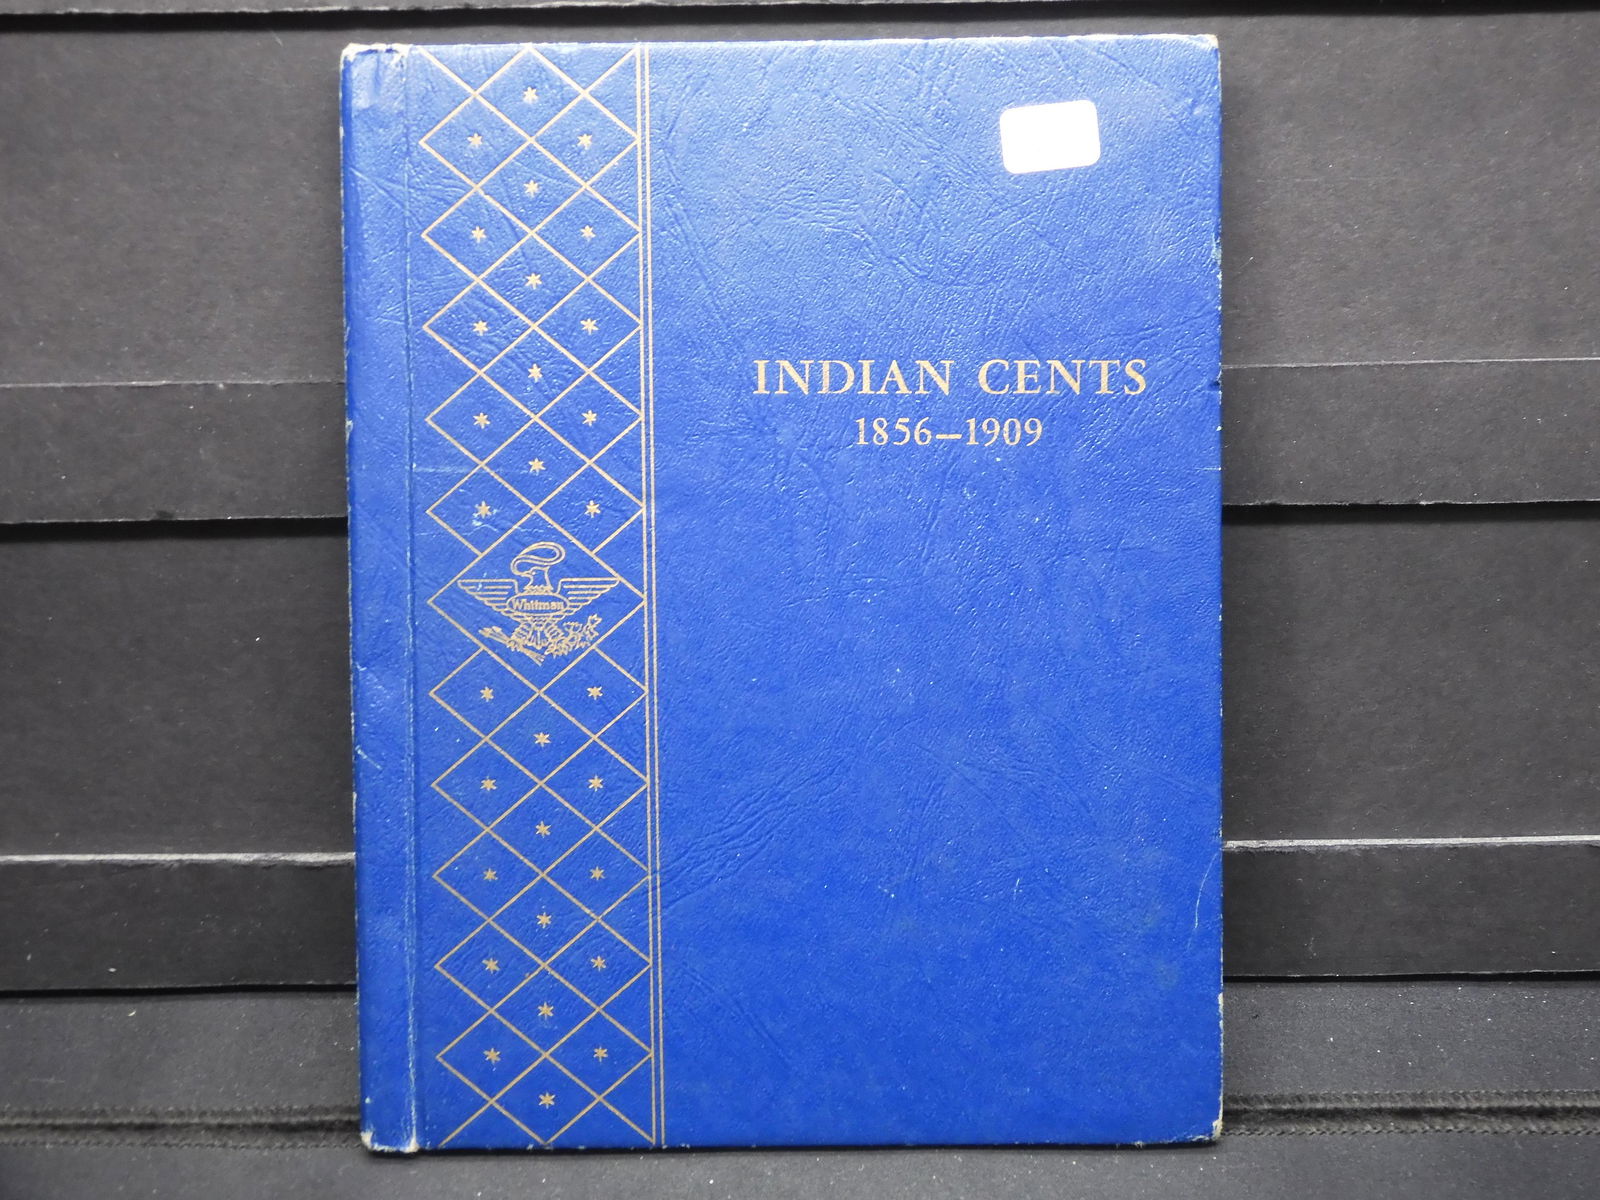 INDIAN CENTS
1856–1909
Whitman